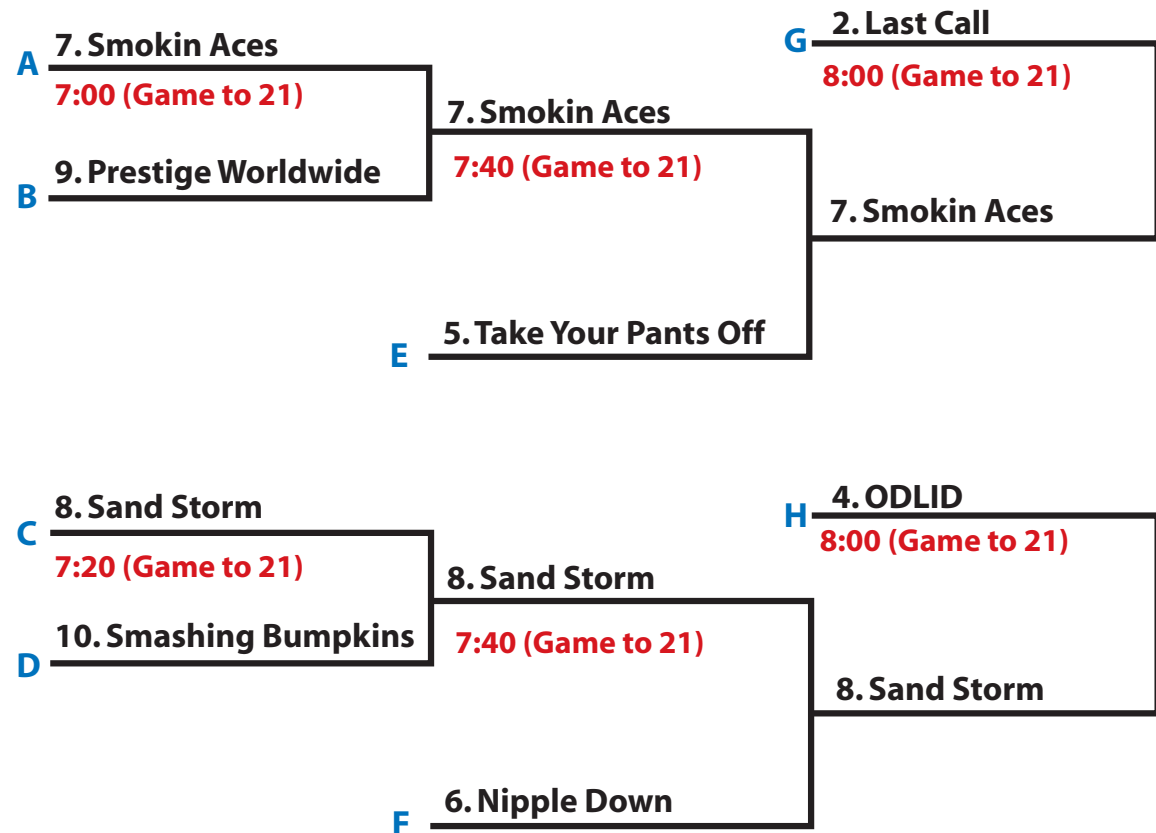 A
7. Smokin Aces
7:00 (Game to 21)
B
9. Prestige Worldwide
7. Smokin Aces
7:40 (Game to 21)
E
5. Take Your Pants Off
G
2. Last Call
8:00 (Game to 21)
7. Smokin Aces
C
8. Sand Storm
7:20 (Game to 21)
D
10. Smashing Bumpkins
8. Sand Storm
7:40 (Game to 21)
F
6. Nipple Down
H
4. ODLID
8:00 (Game to 21)
8. Sand Storm